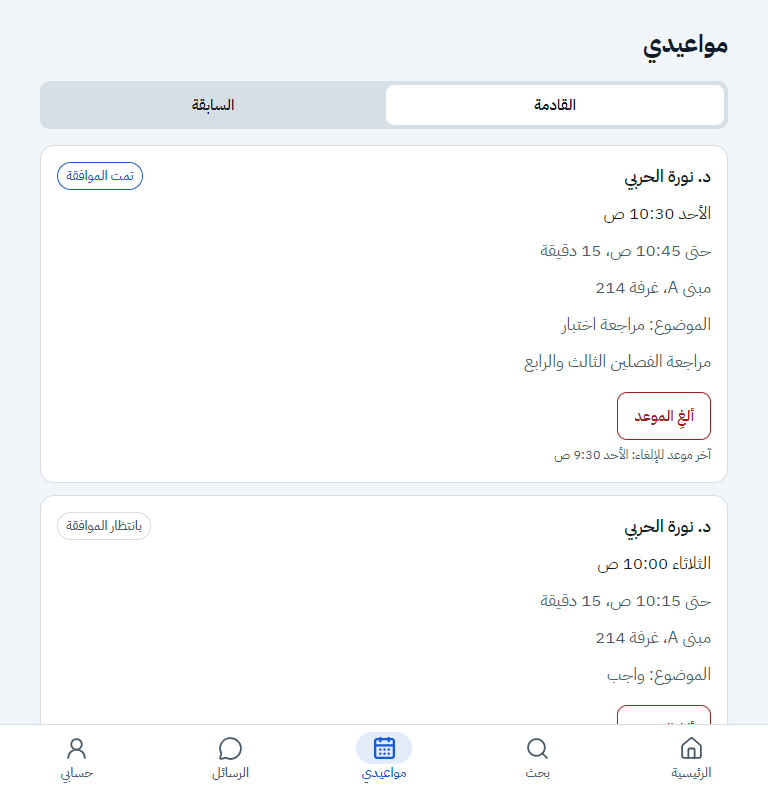 مواعيدي
القادمة
السابقة
د. نورة الحربي
تمت الموافقة
الأحد 10:30 ص
حتى 10:45 ص، 15 دقيقة
مبنى A، غرفة 214
الموضوع: مراجعة اختبار
مراجعة الفصلين الثالث والرابع
ألغِ الموعد
آخر موعد للإلغاء: الأحد 9:30 ص
د. نورة الحربي
بانتظار الموافقة
الثلاثاء 10:00 ص
حتى 10:15 ص، 15 دقيقة
مبنى A، غرفة 214
الموضوع: واجب
الرئيسية
بحث
مواعيدي
الرسائل
حسابي